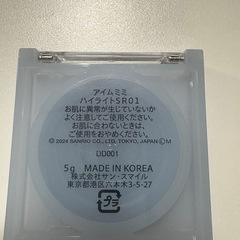 アイムミミ
ハイライトSR01
お肌に異常が生じていないか
よく注意してご使用ください。
お肌に合わないときは、
ご使用をおやめください。
© 2024 SANRIO CO., LTD. TOKYO, JAPAN Ⓜ
UD001
5g MADE IN KOREA
株式会社サン・スマイル
東京都港区六本木3-5-27
プラ